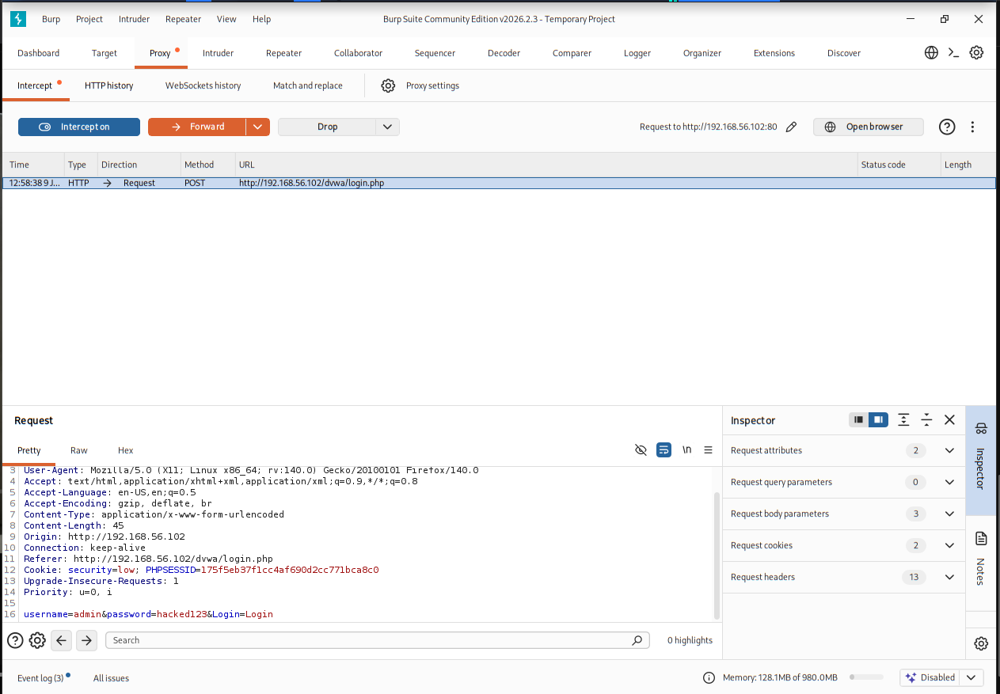 Burp Project Intruder Repeater View Help Burp Suite Community Edition v2026.2.3 - Temporary Project
Dashboard Target Proxy Intruder Repeater Collaborator Sequencer Decoder Comparer Logger Organizer Extensions Discover
Intercept HTTP history WebSockets history Match and replace Proxy settings
Intercept on Forward Drop Request to http://192.168.56.102:80 Open browser
Time Type Direction Method URL Status code Length
12:58:38 9 J... HTTP Request POST http://192.168.56.102/dvwa/login.php
Request
Pretty Raw Hex \n
3 User-Agent: Mozilla/5.0 (X11; Linux x86_64; rv:140.0) Gecko/20100101 Firefox/140.0
4 Accept: text/html,application/xhtml+xml,application/xml;q=0.9,*/*;q=0.8
5 Accept-Language: en-US,en;q=0.5
6 Accept-Encoding: gzip, deflate, br
7 Content-Type: application/x-www-form-urlencoded
8 Content-Length: 45
9 Origin: http://192.168.56.102
10 Connection: keep-alive
11 Referer: http://192.168.56.102/dvwa/login.php
12 Cookie: security=low; PHPSESSID=175f5eb37f1cc4af690d2cc771bca8c0
13 Upgrade-Insecure-Requests: 1
14 Priority: u=0, i
15
16 username=admin&password=hacked123&Login=Login
Search 0 highlights
Inspector
Request attributes 2
Request query parameters 0
Request body parameters 3
Request cookies 2
Request headers 13
Inspector
Notes
Event log (3) All issues Memory: 128.1MB of 980.0MB Disabled